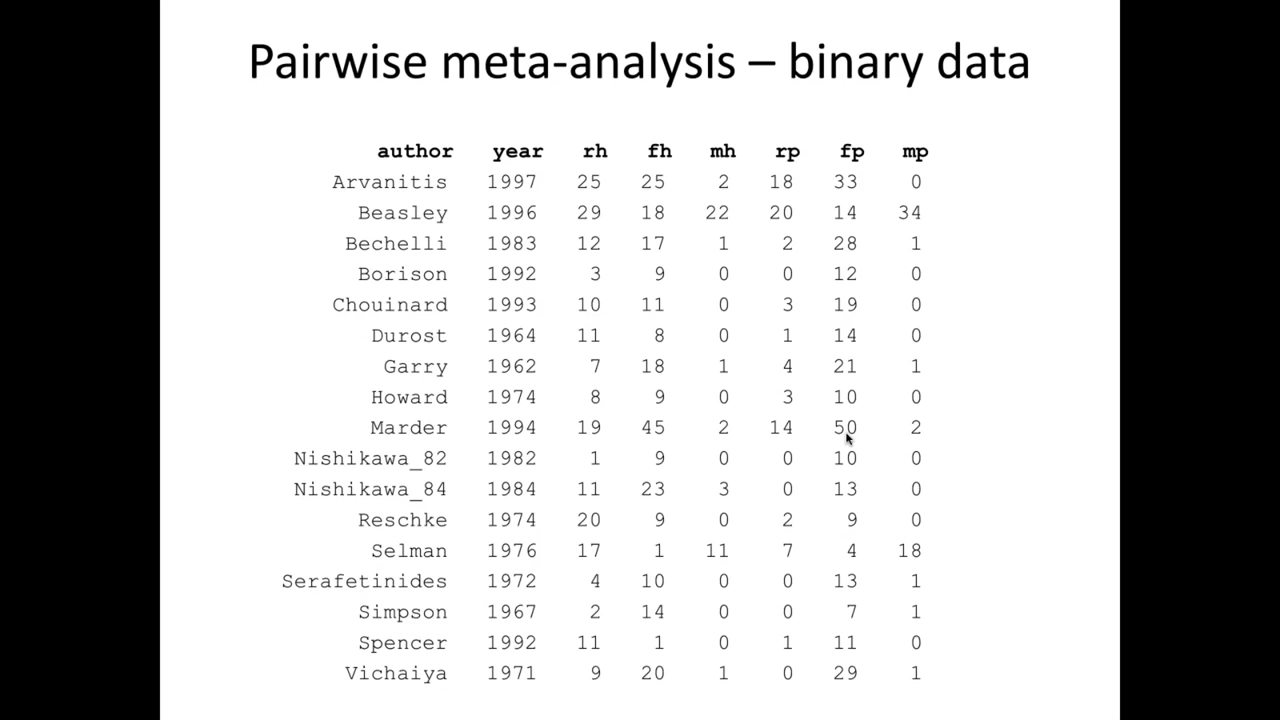 Pairwise meta-analysis – binary data
author year rh fh mh rp fp mp
Arvanitis 1997 25 25 2 18 33 0
Beasley 1996 29 18 22 20 14 34
Bechelli 1983 12 17 1 2 28 1
Borison 1992 3 9 0 0 12 0
Chouinard 1993 10 11 0 3 19 0
Durost 1964 11 8 0 1 14 0
Garry 1962 7 18 1 4 21 1
Howard 1974 8 9 0 3 10 0
Marder 1994 19 45 2 14 50 2
Nishikawa_82 1982 1 9 0 0 10 0
Nishikawa_84 1984 11 23 3 0 13 0
Reschke 1974 20 9 0 2 9 0
Selman 1976 17 1 11 7 4 18
Serafetinides 1972 4 10 0 0 13 1
Simpson 1967 2 14 0 0 7 1
Spencer 1992 11 1 0 1 11 0
Vichaiya 1971 9 20 1 0 29 1